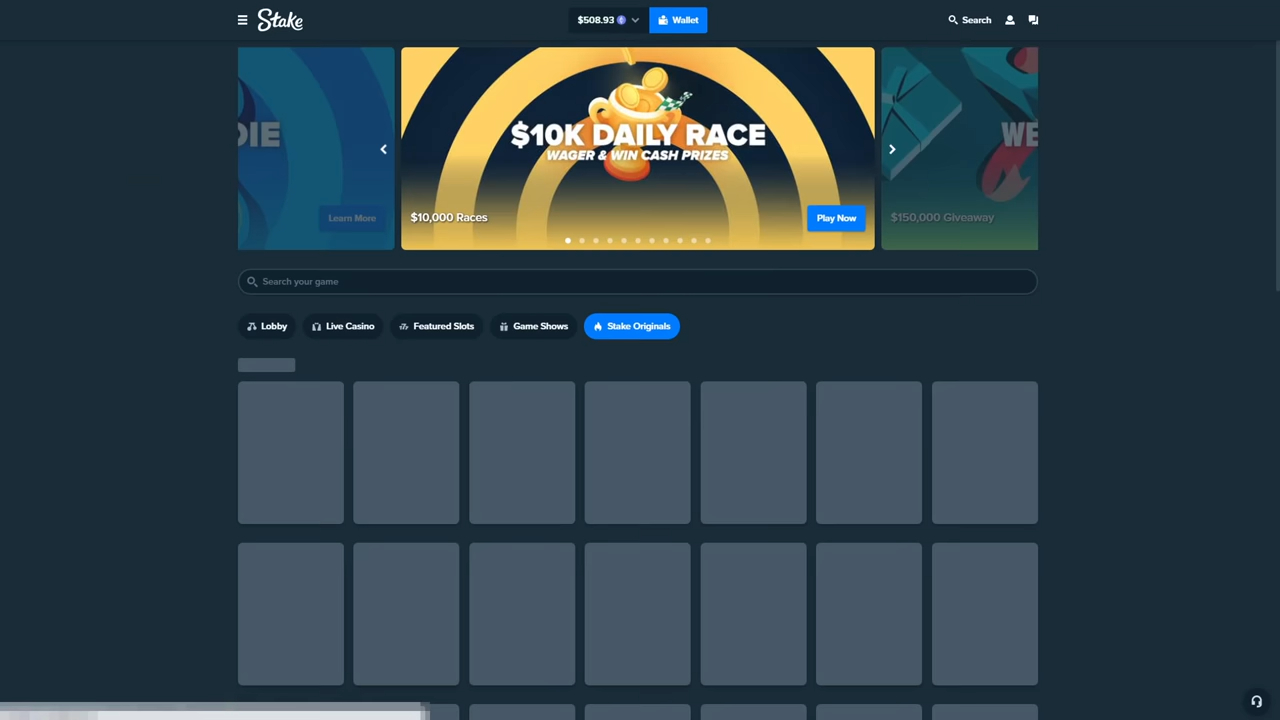 Stake
$508.93
Wallet
Search
DIE
Learn More
$10K DAILY RACE
WAGER & WIN CASH PRIZES
$10,000 Races
Play Now
WE
$150,000 Giveaway
Search your game
Lobby
Live Casino
Featured Slots
Game Shows
Stake Originals